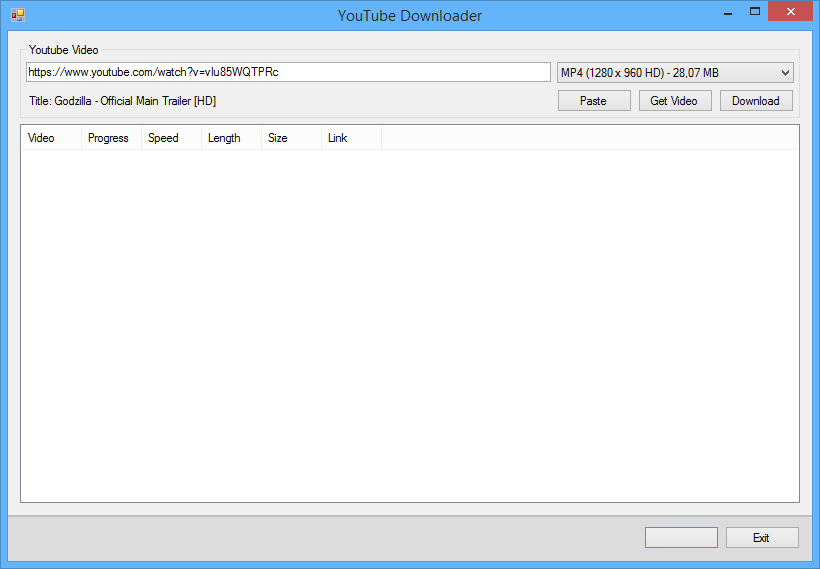 YouTube Downloader
Youtube Video
https://www.youtube.com/watch?v=vIu85WQTPRc
MP4 (1280 x 960 HD) - 28,07 MB
Title: Godzilla - Official Main Trailer [HD]
Paste
Get Video
Download
Video Progress Speed Length Size Link
Exit